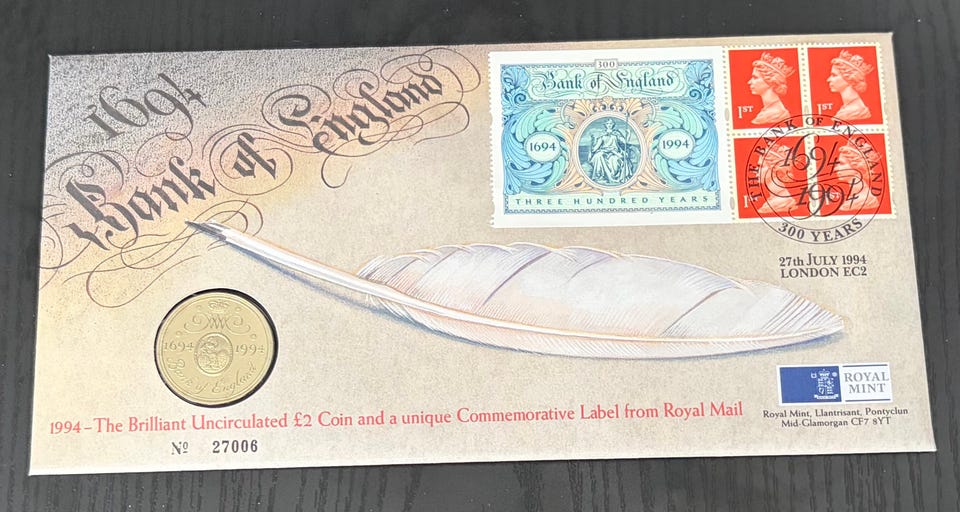 1694
Bank of England
300
Bank of England
1694 1994
THREE HUNDRED YEARS
1ST 1ST
1ST
THE BANK OF ENGLAND
1694
1994
300 YEARS
27th JULY 1994
LONDON EC2
1694 1994
Bank of England
ROYAL
MINT
1994 – The Brilliant Uncirculated £2 Coin and a unique Commemorative Label from Royal Mail
Royal Mint, Llantrisant, Pontyclun
Mid-Glamorgan CF7 8YT
Nº 27006